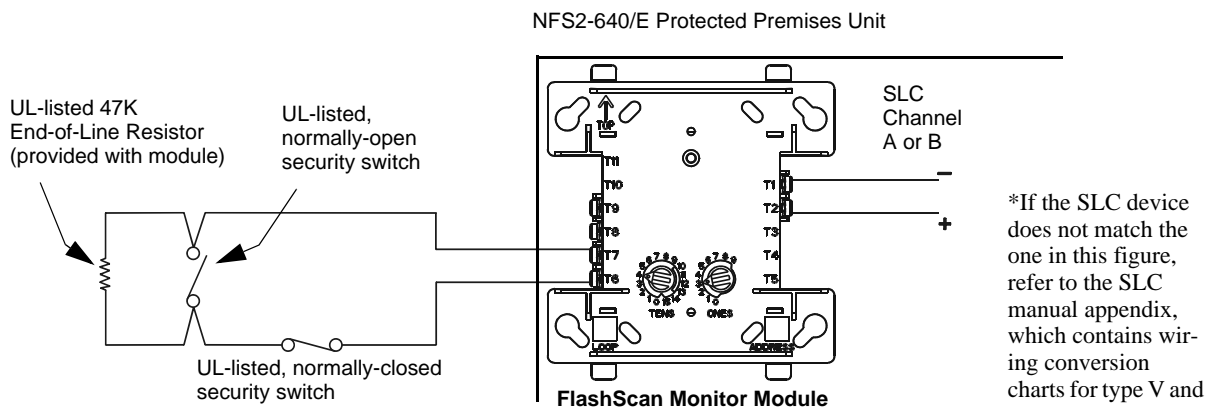 NFS2-640/E Protected Premises Unit
UL-listed 47K
End-of-Line Resistor
(provided with module)
UL-listed,
normally-open
security switch
UL-listed, normally-closed
security switch
TOP
T11
T10
T9
T8
T7
T6
T1
T2
T3
T4
T5
TENS
ONES
LOOP
ADDRESS
FlashScan Monitor Module
SLC
Channel
A or B
–
+
*If the SLC device
does not match the
one in this figure,
refer to the SLC
manual appendix,
which contains wir-
ing conversion
charts for type V and